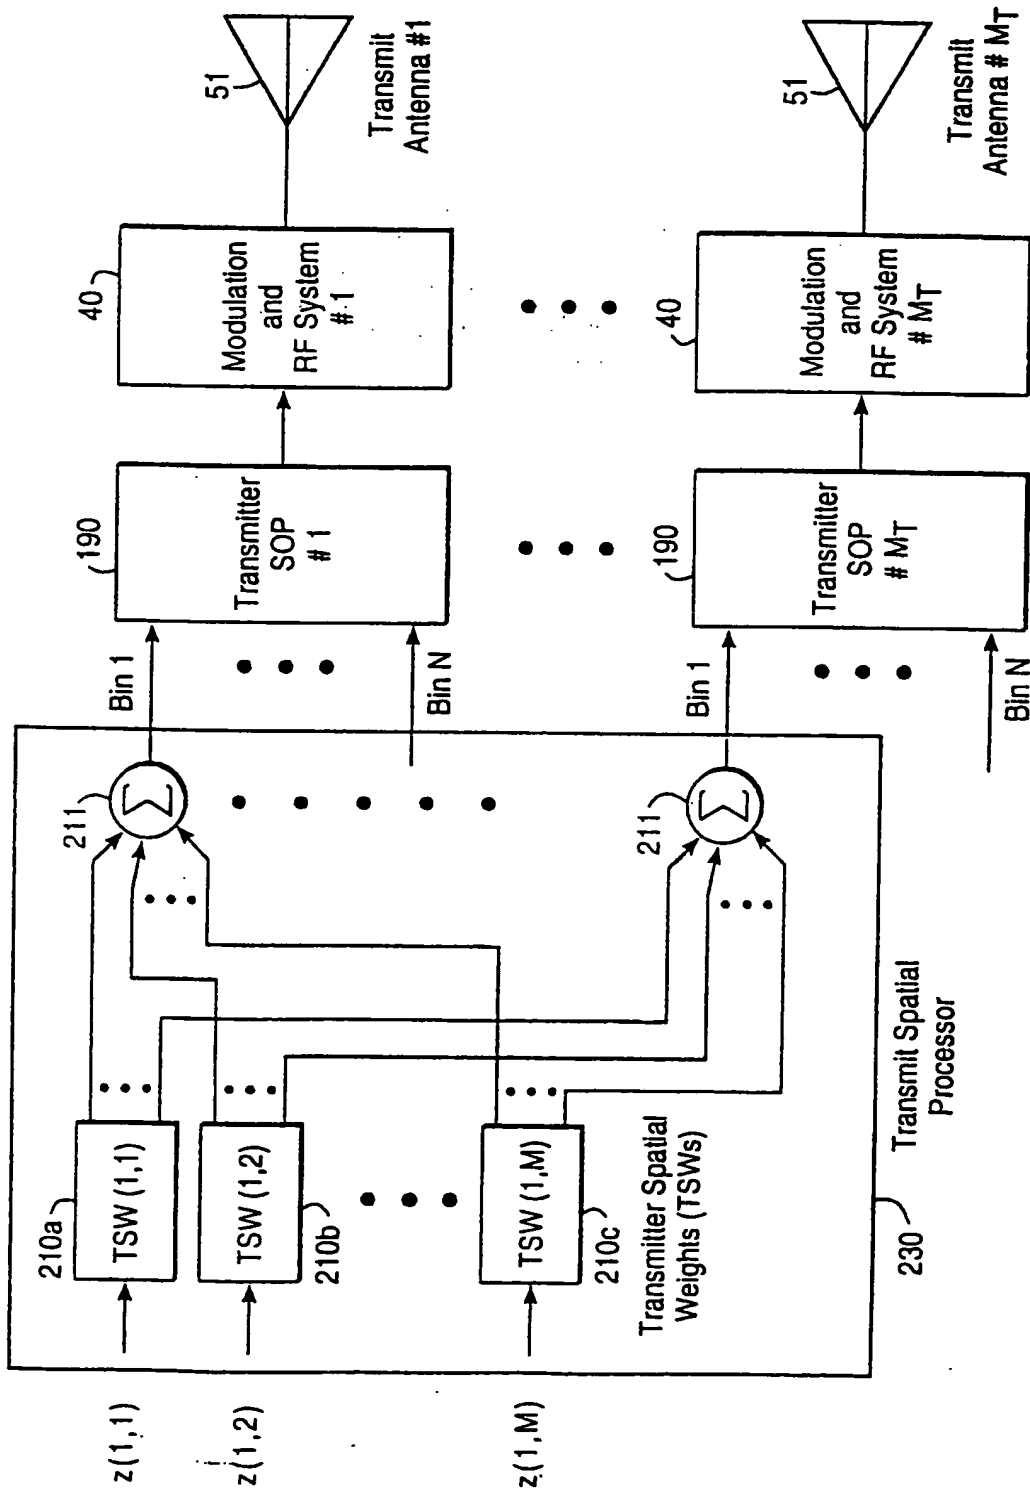 z(1,1)
z(1,2)
z(1,M)
210a
TSW (1,1)
TSW (1,2)
210b
TSW (1,M)
210c
Transmitter Spatial
Weights (TSWs)
230
Transmit Spatial
Processor
211
Σ
211
Σ
Bin 1
Bin N
Bin 1
Bin N
190
Transmitter
SOP
# 1
190
Transmitter
SOP
# MT
40
Modulation
and
RF System
# 1
40
Modulation
and
RF System
# MT
51
Transmit
Antenna #1
51
Transmit
Antenna # MT